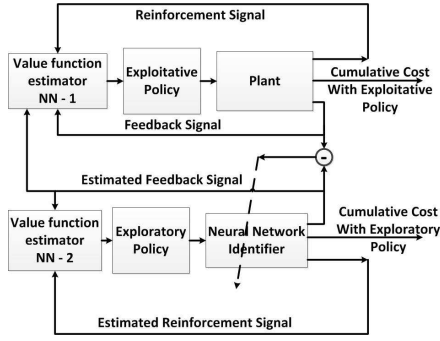 Reinforcement Signal
Value function
estimator
NN - 1
Exploitative
Policy
Plant
Cumulative Cost
With Exploitative
Policy
Feedback Signal
-
Estimated Feedback Signal
Value function
estimator
NN - 2
Exploratory
Policy
Neural Network
Identifier
Cumulative Cost
With Exploratory
Policy
Estimated Reinforcement Signal